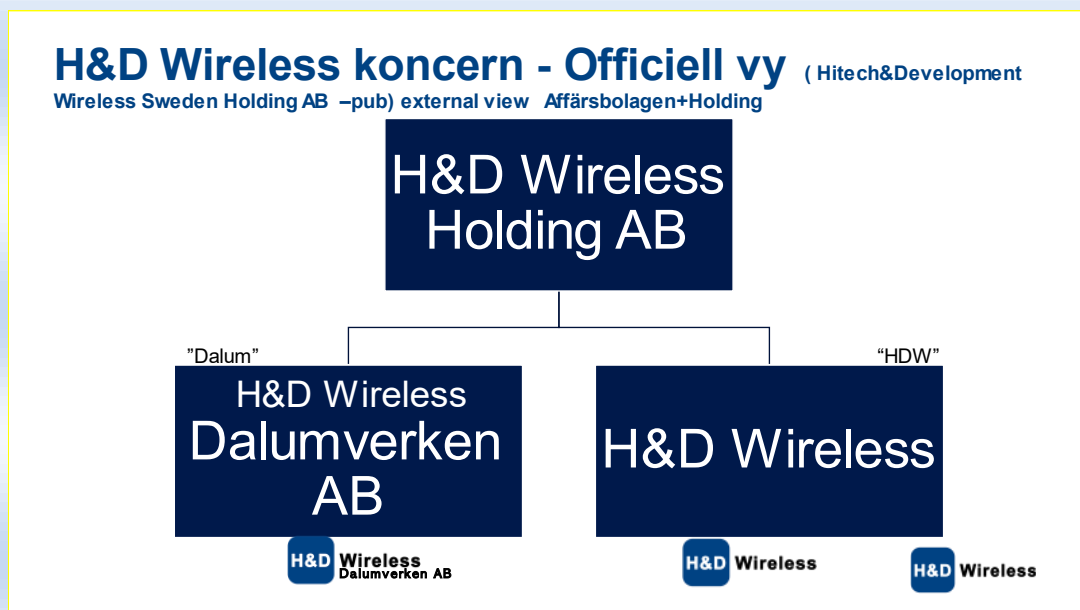 H&D Wireless koncern - Officiell vy ( Hitech&Development
Wireless Sweden Holding AB –pub) external view Affärsbolagen+Holding
H&D Wireless
Holding AB
”Dalum”
“HDW”
H&D Wireless
Dalumverken
AB
H&D Wireless
H&D Wireless
Dalumverken AB
H&D Wireless
H&D Wireless